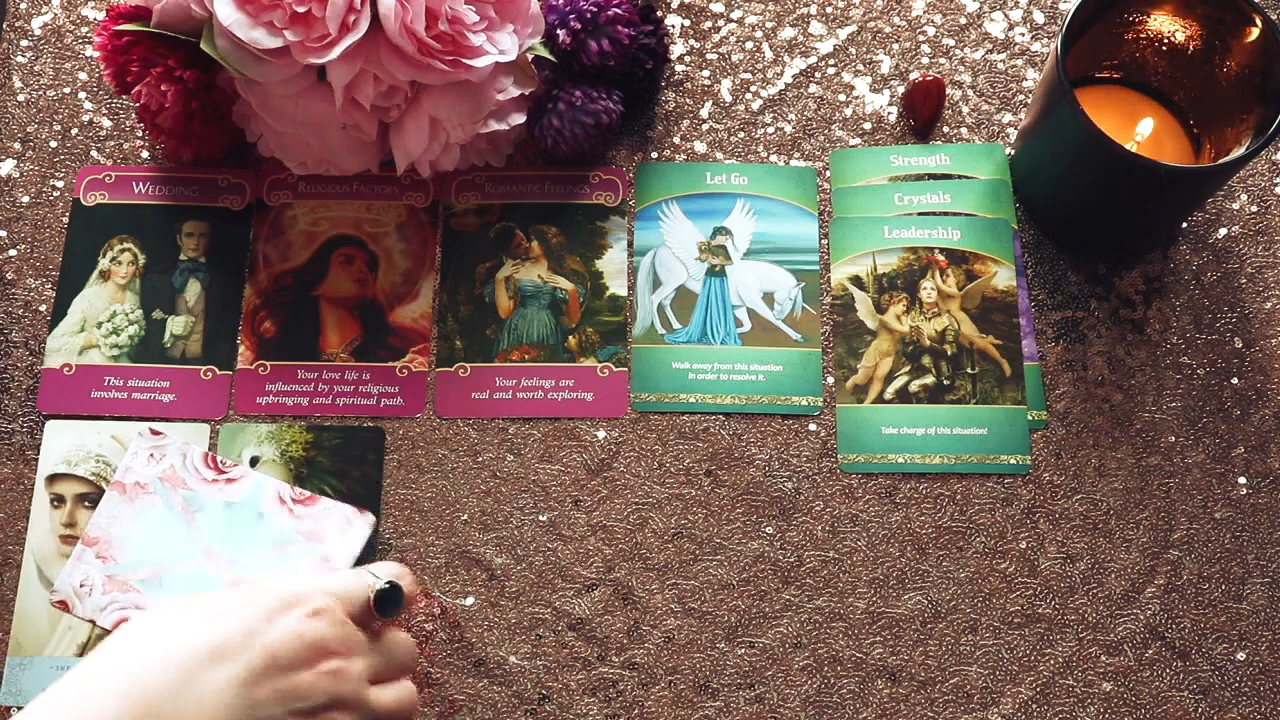 WEDDING
This situation
involves marriage.
RELIGIOUS FACTORS
Your love life is
influenced by your religious
upbringing and spiritual path.
ROMANTIC FEELINGS
Your feelings are
real and worth exploring.
Let Go
Walk away from this situation
in order to resolve it.
Strength
Crystals
Leadership
Take charge of this situation!